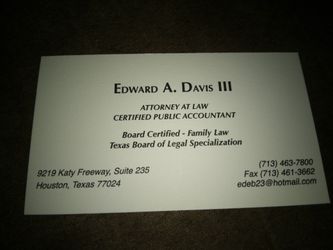 EDWARD A. DAVIS III
ATTORNEY AT LAW
CERTIFIED PUBLIC ACCOUNTANT
Board Certified - Family Law
Texas Board of Legal Specialization
9219 Katy Freeway, Suite 235
Houston, Texas 77024
(713) 463-7800
Fax (713) 461-3662
edeb23@hotmail.com